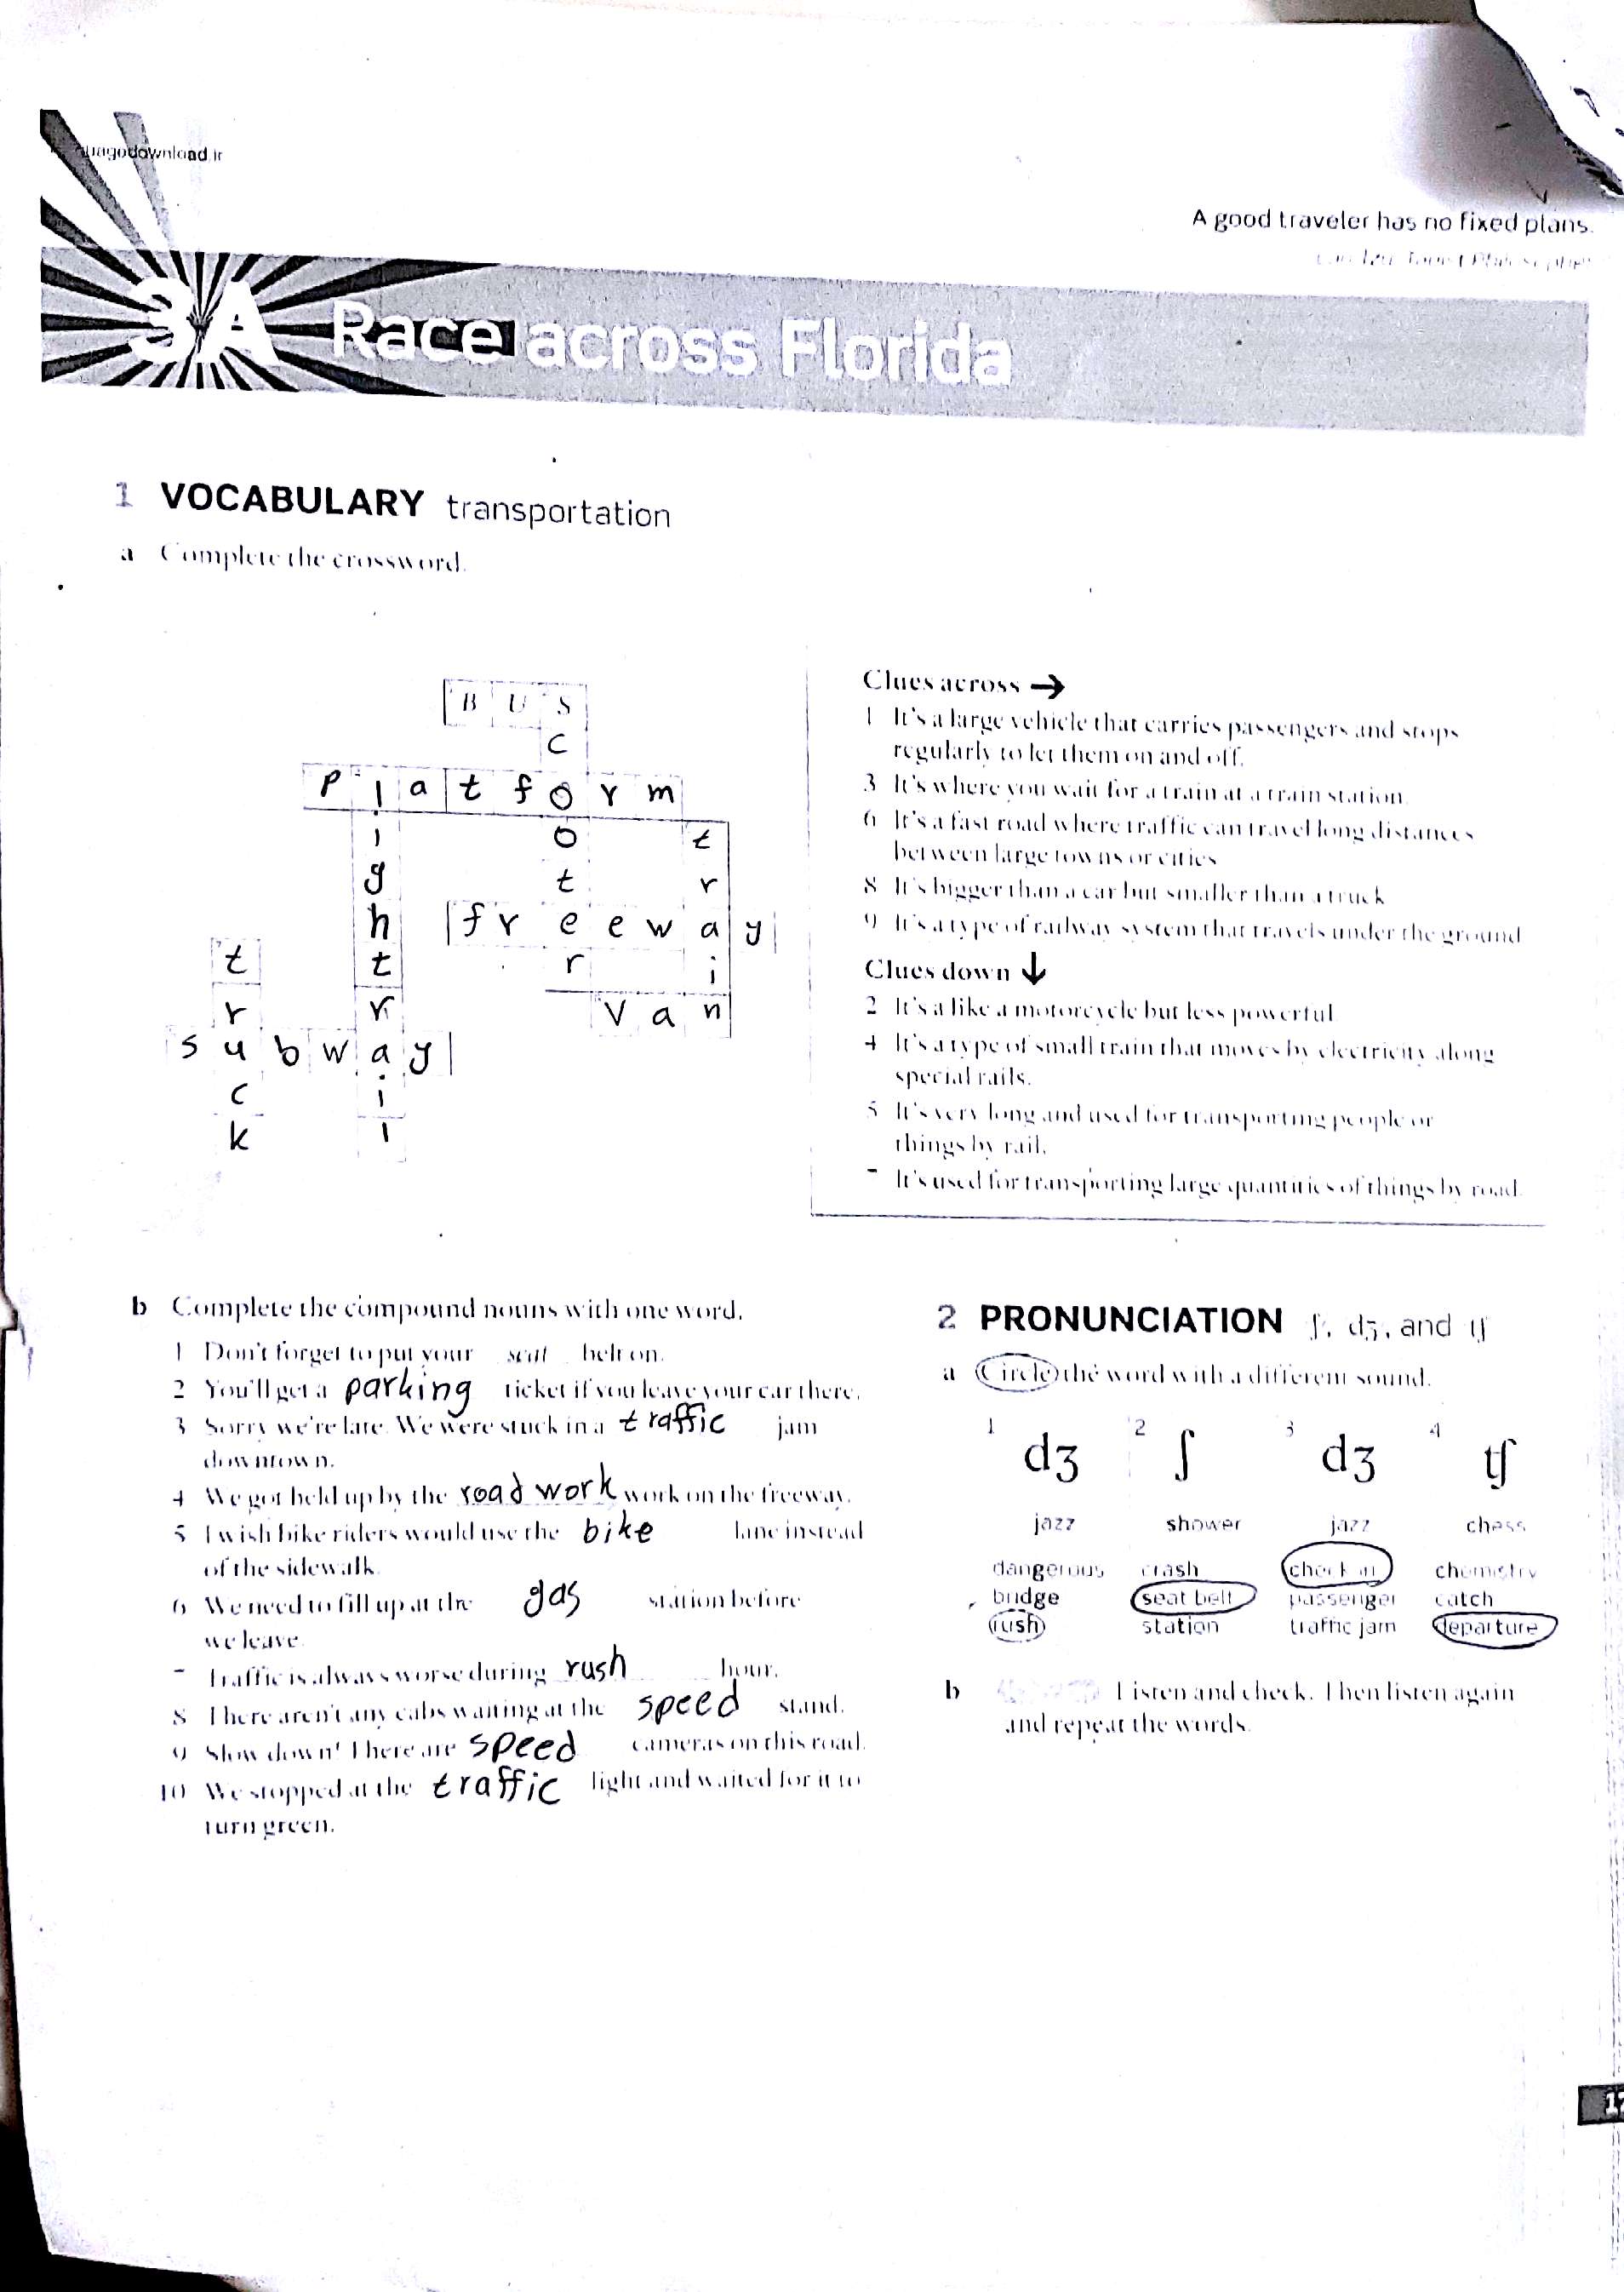 A good traveler has no fixed plans.
3A Race across Florida
1 VOCABULARY transportation
a Complete the crossword.
B U S
c
p l a t f o r m
i o t
g t r
h f r e e w a y
t t r i
r r v a n
s u b w a y
c i
k l
Clues across →
1 It's a large vehicle that carries passengers and stops
regularly to let them on and off.
3 It's where you wait for a train at a train station.
6 It's a fast road where traffic can travel long distances
between large towns or cities
8 It's bigger than a car but smaller than a truck
9 It's a type of railway system that travels under the ground
Clues down ↓
2 It's a like a motorcycle but less powerful
4 It's a type of small train that moves by electricity along
special rails.
5 It's very long and used for transporting people or
things by rail.
7 It's used for transporting large quantities of things by road.
b Complete the compound nouns with one word.
1 Don't forget to put your seat belt on.
2 You'll get a parking ticket if you leave your car there.
3 Sorry we're late. We were stuck in a traffic jam
downtown.
4 We got held up by the road work work on the freeway.
5 I wish bike riders would use the bike lane instead
of the sidewalk.
6 We need to fill up at the gas station before
we leave.
7 Traffic is always worse during rush hour.
8 There aren't any cabs waiting at the speed stand.
9 Slow down! There are speed cameras on this road.
10 We stopped at the traffic light and waited for it to
turn green.
2 PRONUNCIATION ʃ, dʒ, and tʃ
a Circle the word with a different sound.
1 dʒ 2 ʃ 3 dʒ 4 tʃ
jazz shower jazz chess
dangerous crash check in chemistry
bridge seat belt passenger catch
rush station traffic jam departure
b Listen and check. Then listen again
and repeat the words.